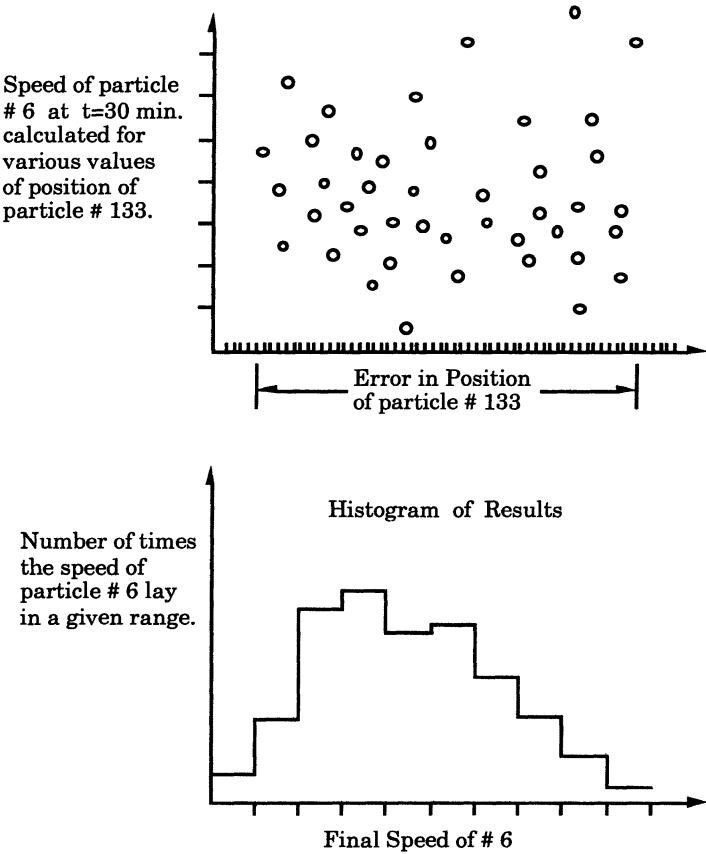 Speed of particle
# 6 at t=30 min.
calculated for
various values
of position of
particle # 133.
Error in Position
of particle # 133
Histogram of Results
Number of times
the speed of
particle # 6 lay
in a given range.
Final Speed of # 6